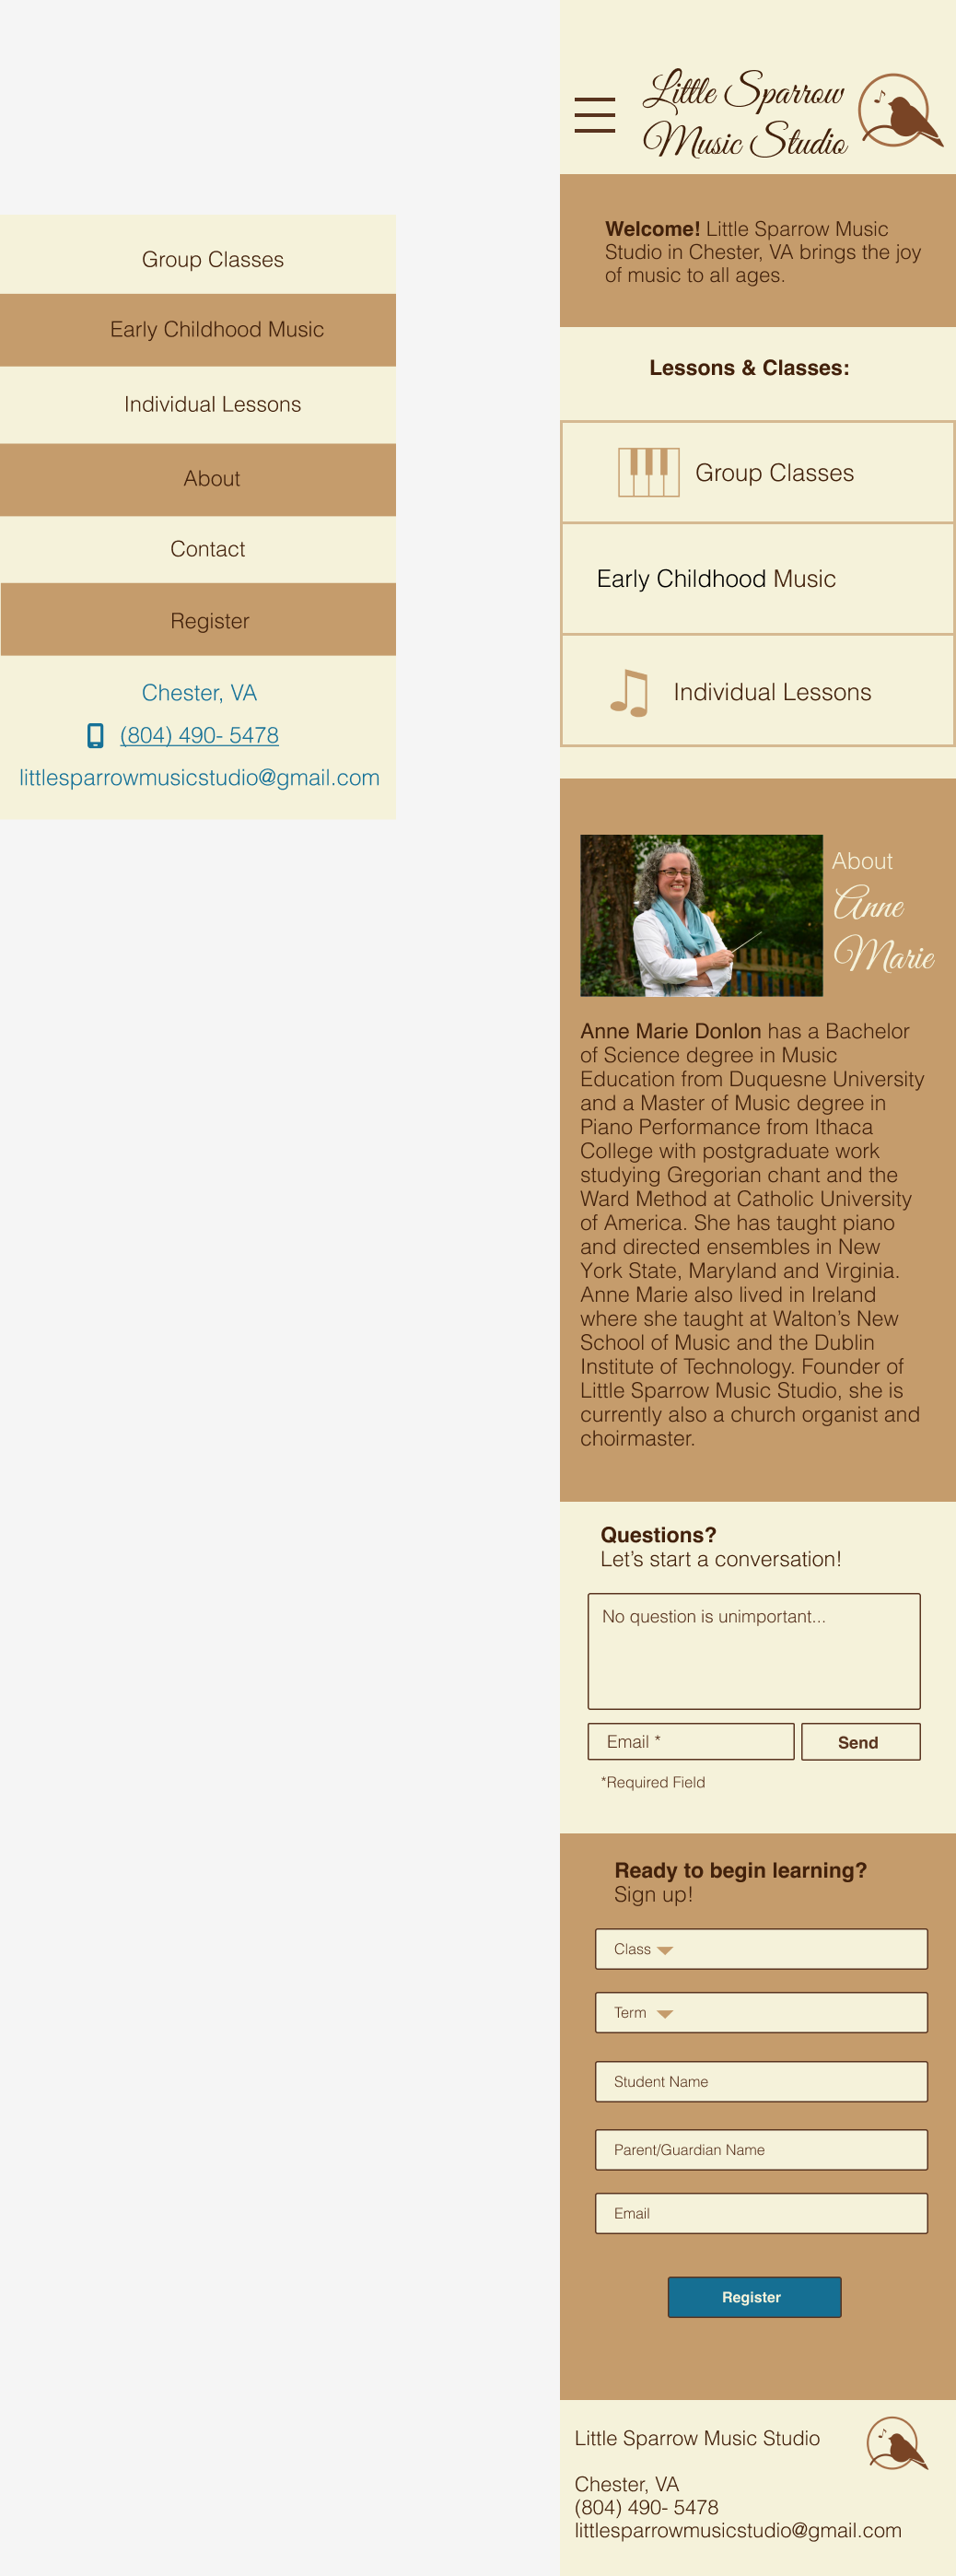 Group Classes
Early Childhood Music
Individual Lessons
About
Contact
Register
Chester, VA
(804) 490- 5478
littlesparrowmusicstudio@gmail.com
Little Sparrow
Music Studio
Welcome! Little Sparrow Music
Studio in Chester, VA brings the joy
of music to all ages.
Lessons & Classes:
Group Classes
Early Childhood Music
Individual Lessons
About
Anne
Marie
Anne Marie Donlon has a Bachelor
of Science degree in Music
Education from Duquesne University
and a Master of Music degree in
Piano Performance from Ithaca
College with postgraduate work
studying Gregorian chant and the
Ward Method at Catholic University
of America. She has taught piano
and directed ensembles in New
York State, Maryland and Virginia.
Anne Marie also lived in Ireland
where she taught at Walton’s New
School of Music and the Dublin
Institute of Technology. Founder of
Little Sparrow Music Studio, she is
currently also a church organist and
choirmaster.
Questions?
Let’s start a conversation!
No question is unimportant...
Email *
Send
*Required Field
Ready to begin learning?
Sign up!
Class
Term
Student Name
Parent/Guardian Name
Email
Register
Little Sparrow Music Studio
Chester, VA
(804) 490- 5478
littlesparrowmusicstudio@gmail.com